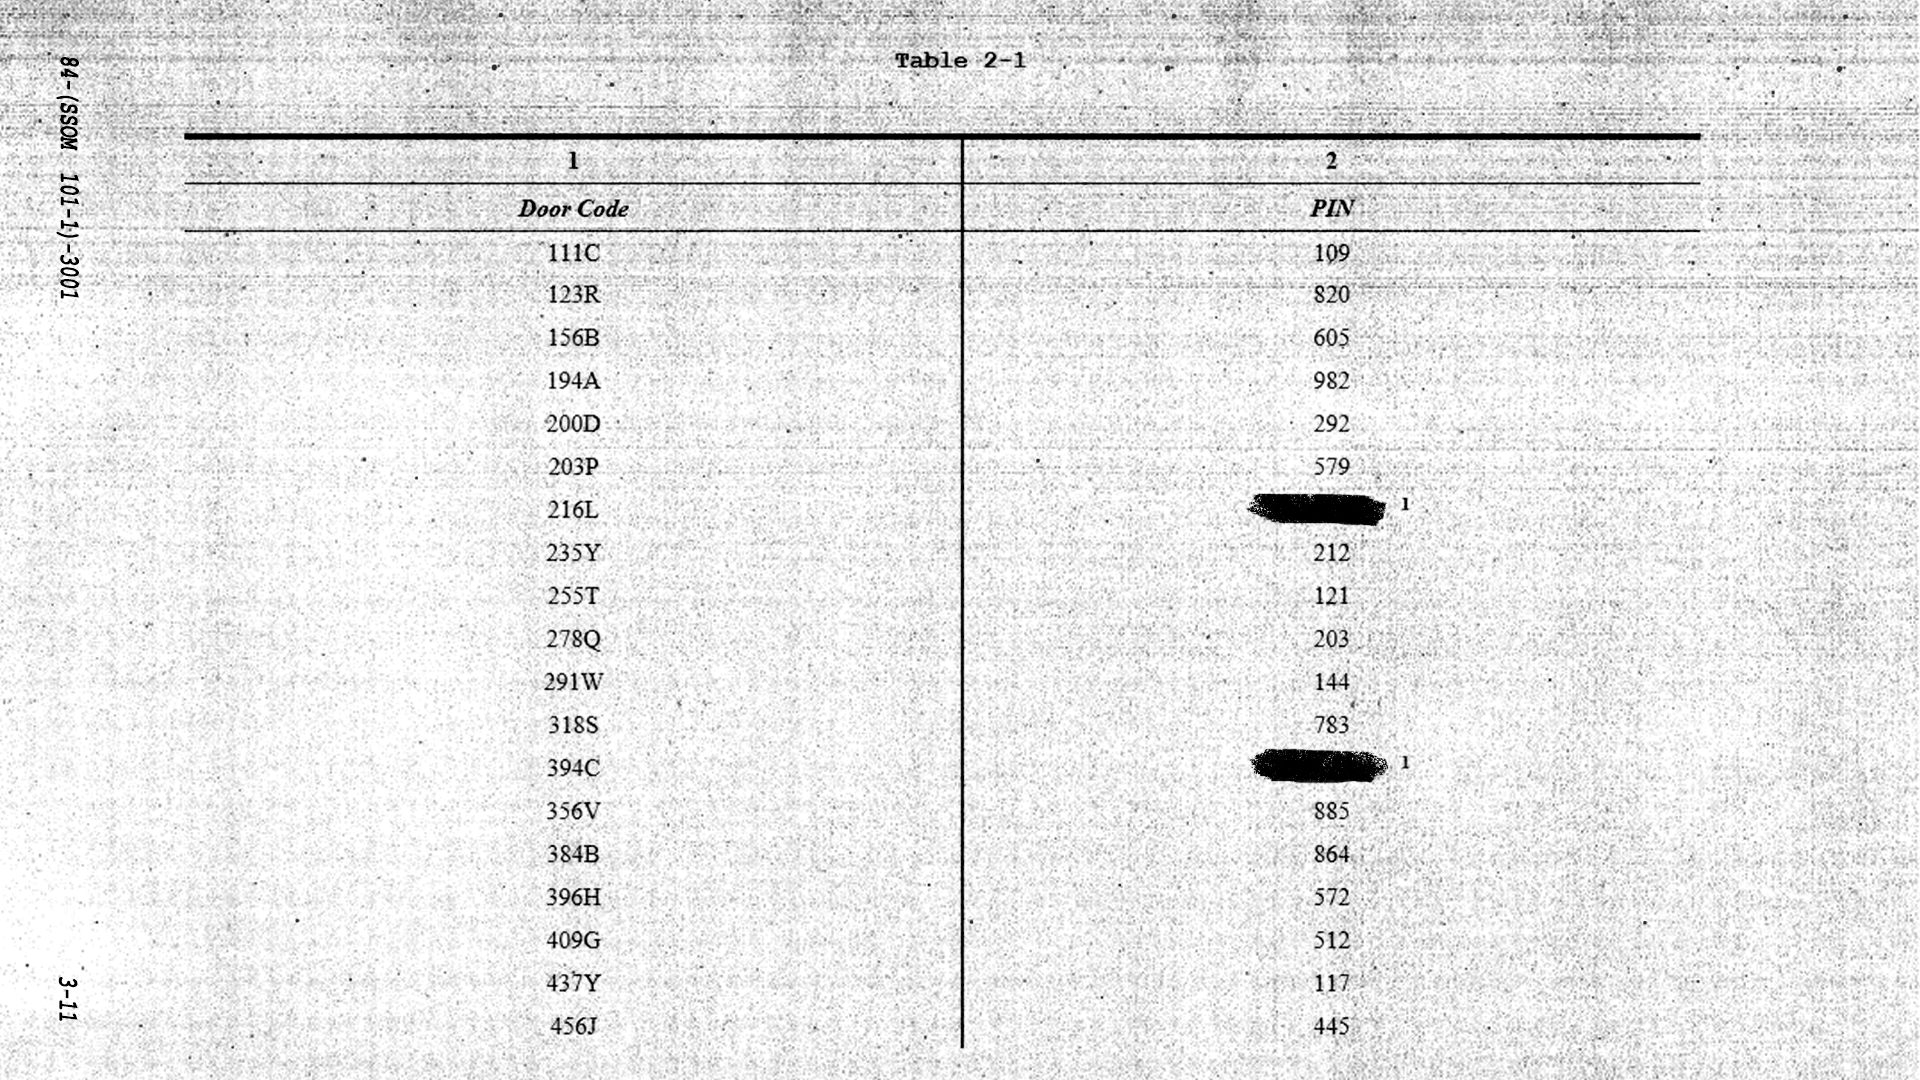 Table 2-1
84-(SSOM 101-1)-3001
1 2
Door Code PIN
111C 109
123R 820
156B 605
194A 982
200D 292
203P 579
216L 1
235Y 212
255T 121
278Q 203
291W 144
318S 783
394C 1
356V 885
384B 864
396H 572
409G 512
437Y 117
456J 445
3-11